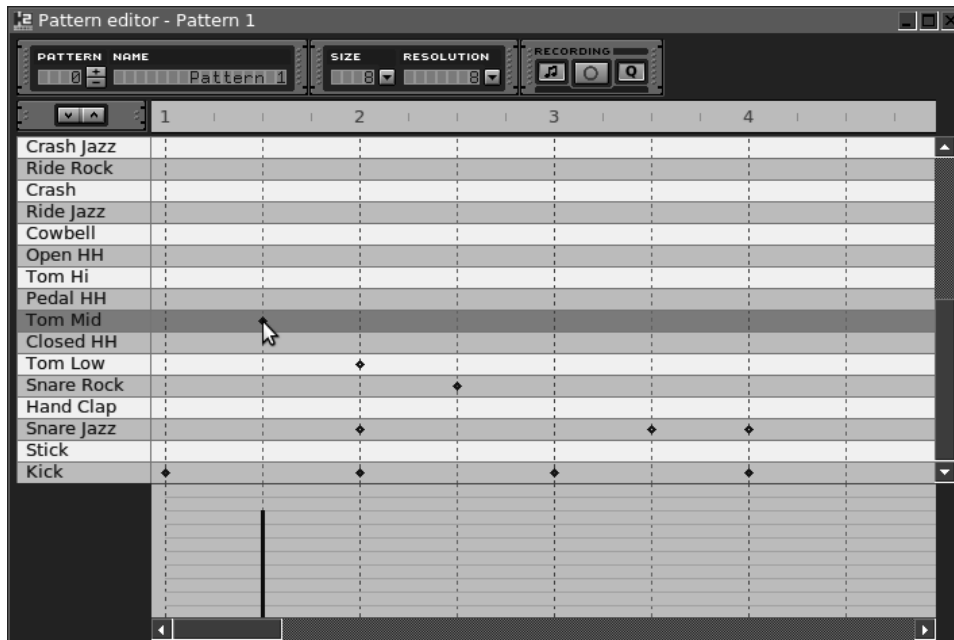 Pattern editor - Pattern 1
PATTERN NAME SIZE RESOLUTION RECORDING
0 Pattern 1 8 8 Q
1 2 3 4
Crash Jazz
Ride Rock
Crash
Ride Jazz
Cowbell
Open HH
Tom Hi
Pedal HH
Tom Mid
Closed HH
Tom Low
Snare Rock
Hand Clap
Snare Jazz
Stick
Kick